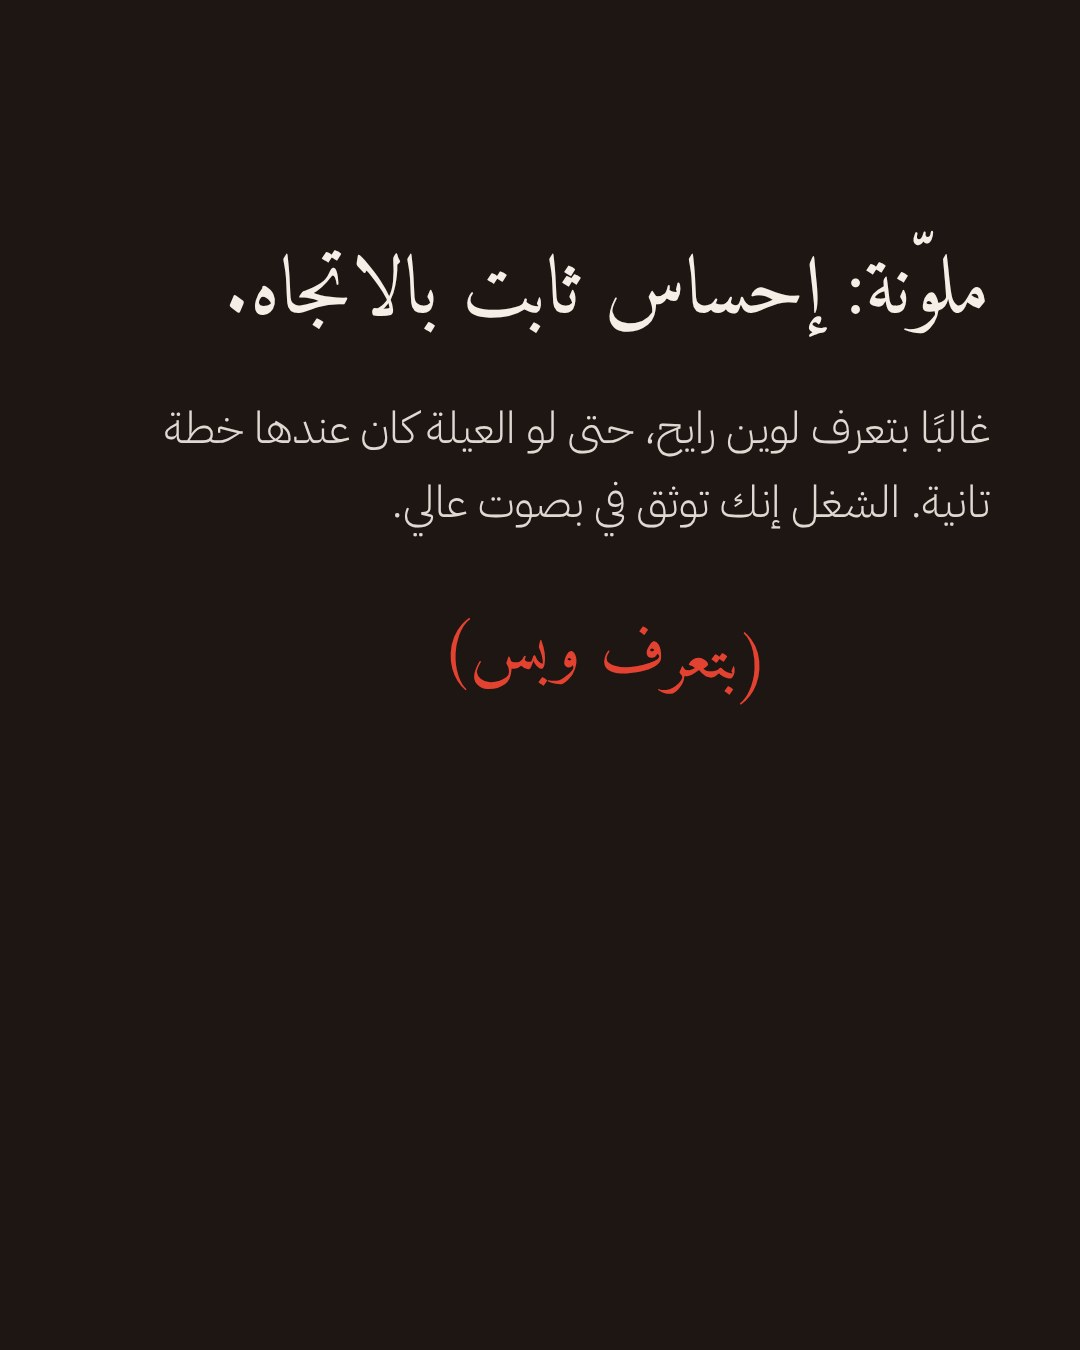 ملوّنة: إحساس ثابت بالاتجاه.
غالبًا بتعرف لوين رايح، حتى لو العيلة كان عندها خطة
تانية. الشغل إنك توثق في بصوت عالي.
(بتعرف وبس)